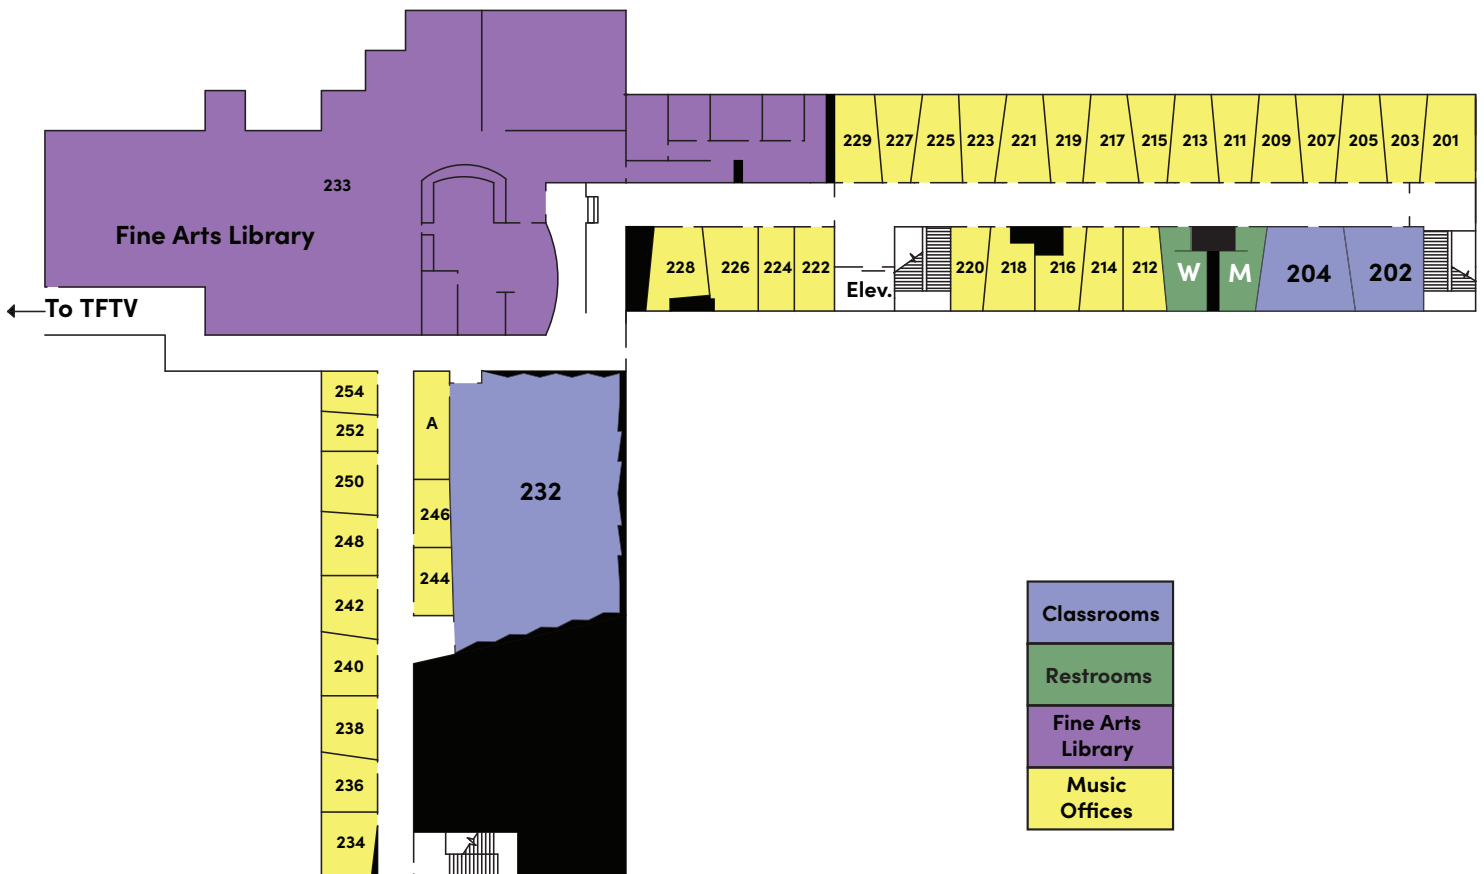 229 227 225 223 221 219 217 215 213 211 209 207 205 203 201
233
Fine Arts Library
228 226 224 222
Elev.
220 218 216 214 212
W M
204 202
To TFTV
254
252
250
248
242
240
238
236
234
A
246
244
232
Classrooms
Restrooms
Fine Arts
Library
Music
Offices